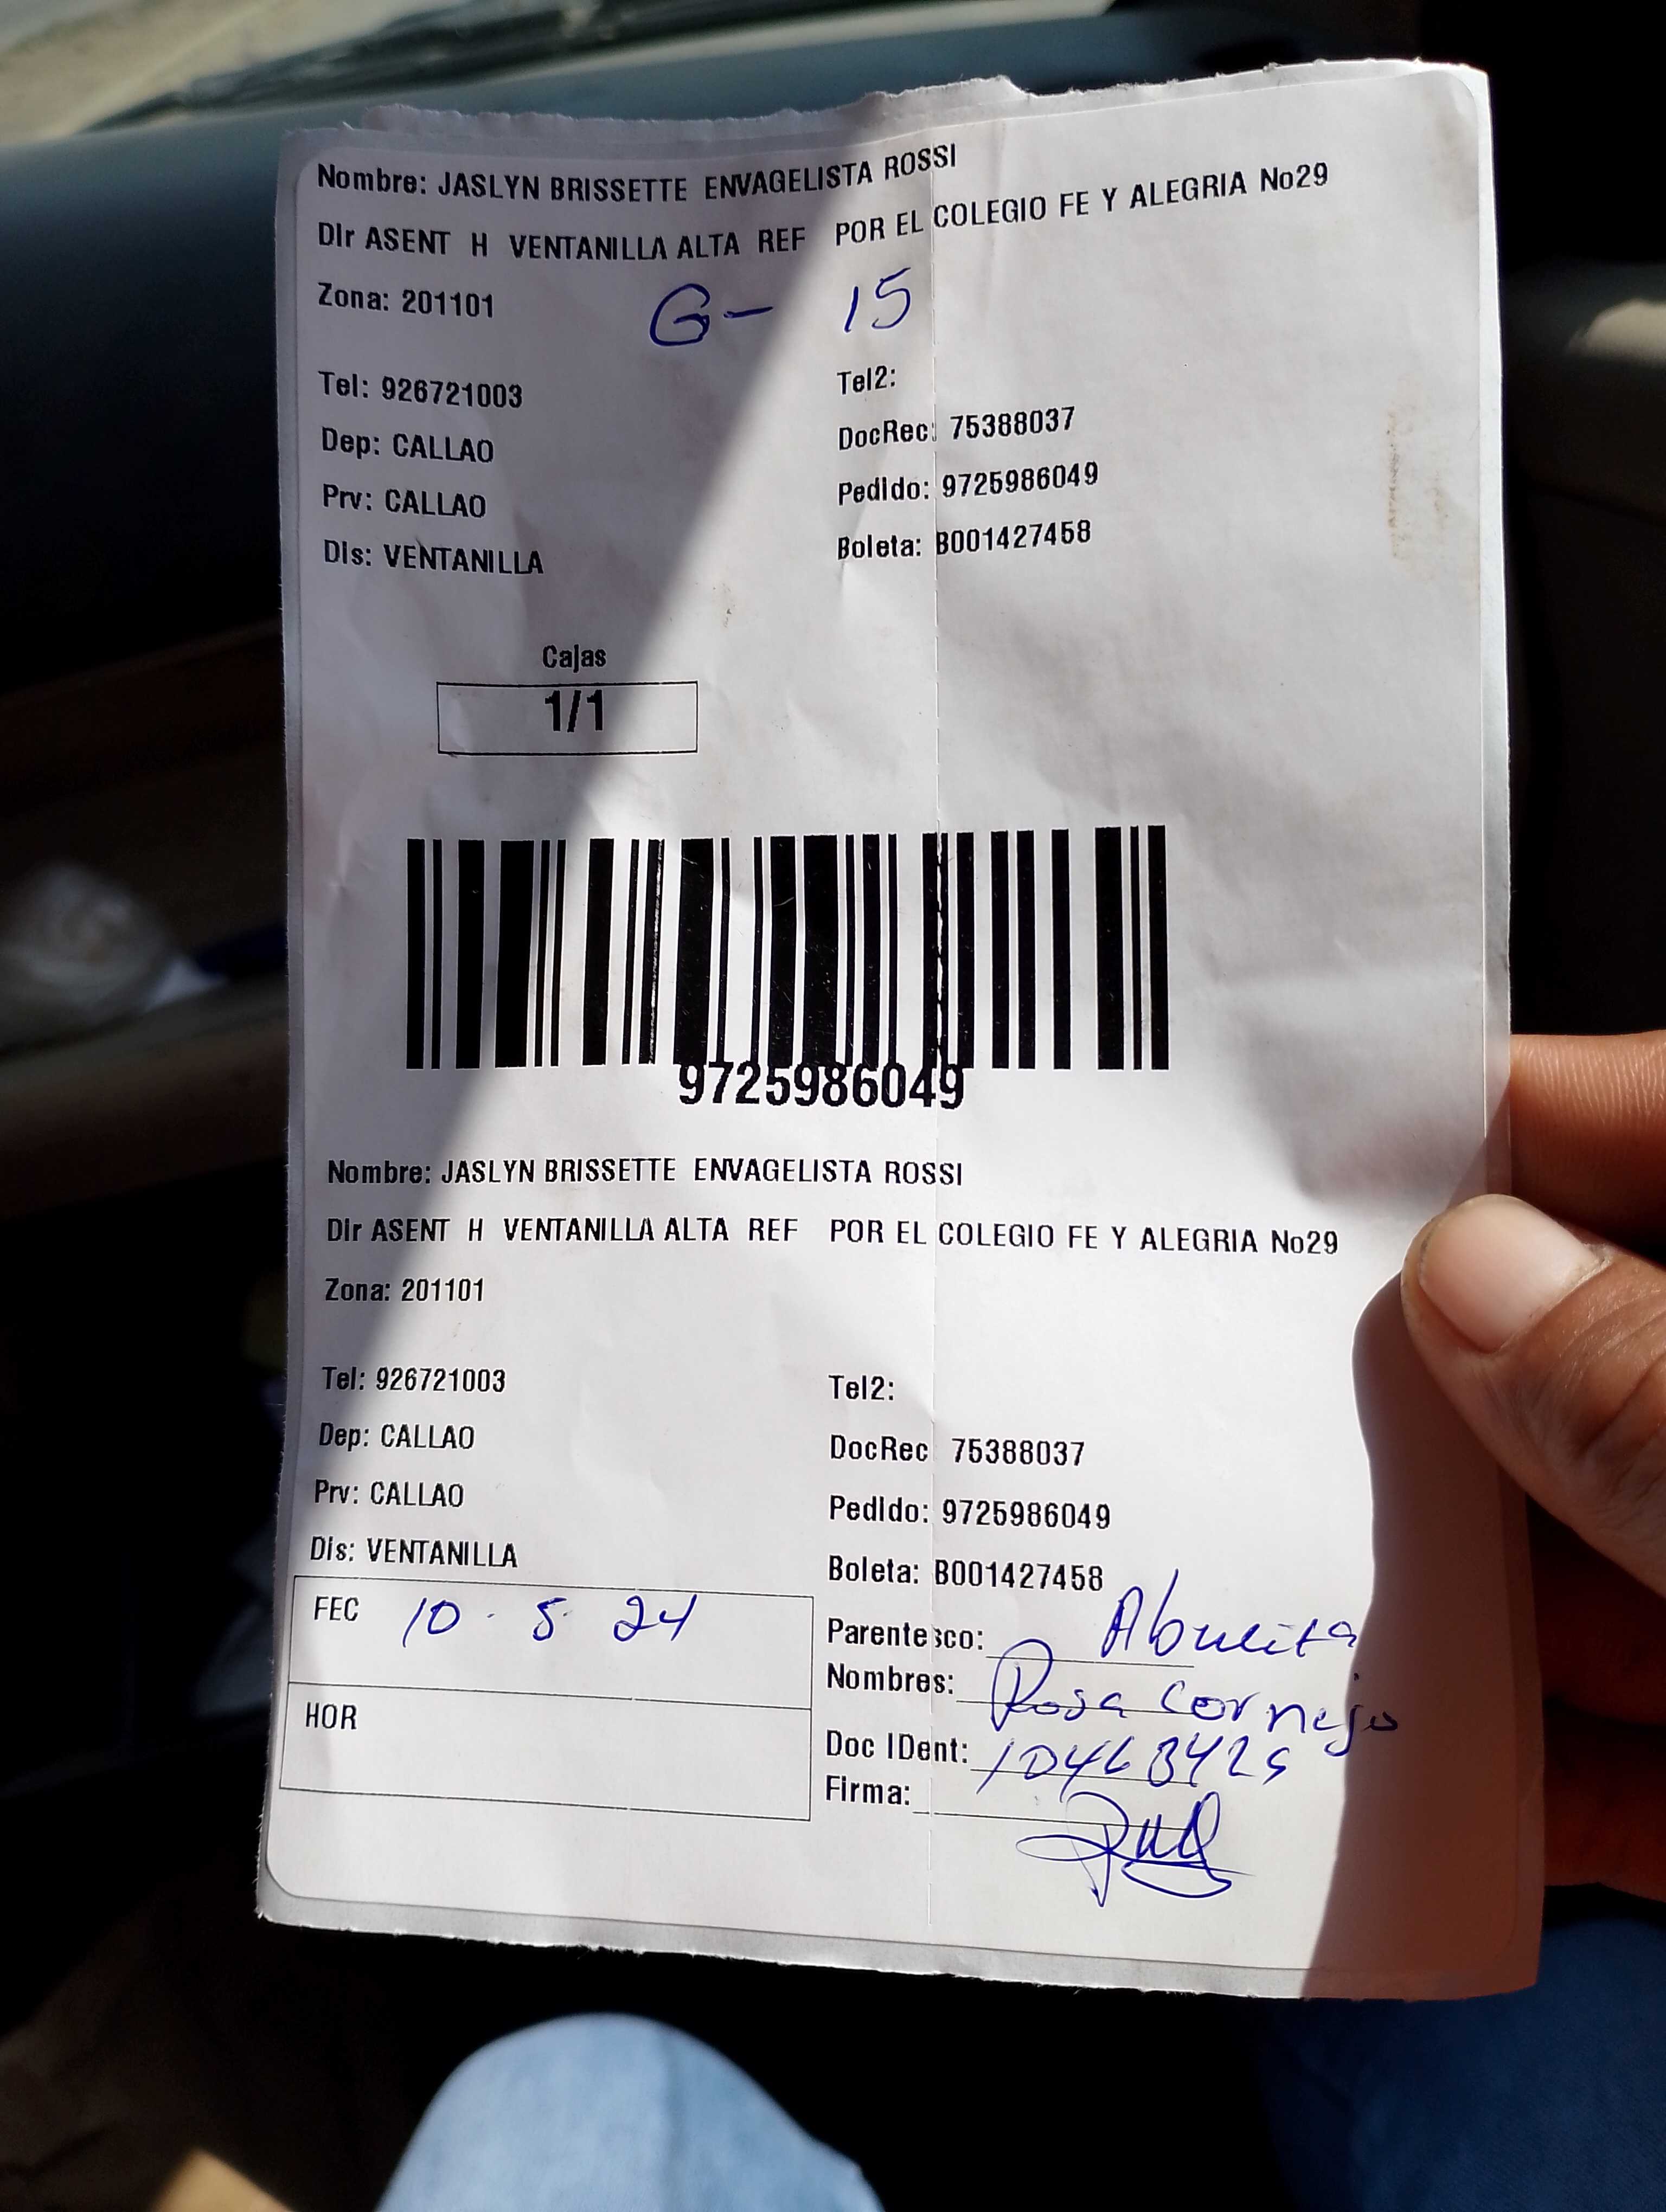 Nombre: JASLYN BRISSETTE ENVAGELISTA ROSSI
Dir ASENT H VENTANILLA ALTA REF POR EL COLEGIO FE Y ALEGRIA No29
Zona: 201101
G- 15
Tel: 926721003 Tel2:
Dep: CALLAO DocRec: 75388037
Prv: CALLAO Pedido: 9725986049
Dis: VENTANILLA Boleta: B001427458
Cajas
1/1
9725986049
Nombre: JASLYN BRISSETTE ENVAGELISTA ROSSI
Dir ASENT H VENTANILLA ALTA REF POR EL COLEGIO FE Y ALEGRIA No29
Zona: 201101
Tel: 926721003 Tel2:
Dep: CALLAO DocRec 75388037
Prv: CALLAO Pedido: 9725986049
Dis: VENTANILLA Boleta: B001427458
FEC 10 · 5 · 24
Parentesco: Abuelita
Nombres: Rosa Cornejo
HOR
Doc IDent:
Firma: